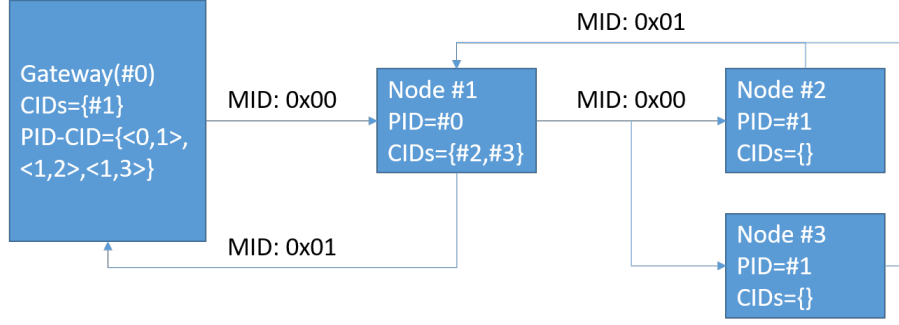 MID: 0x01
Gateway(#0)
CIDs={#1}
PID-CID={<0,1>,
<1,2>,<1,3>}
MID: 0x00
Node #1
PID=#0
CIDs={#2,#3}
MID: 0x00
Node #2
PID=#1
CIDs={}
MID: 0x01
Node #3
PID=#1
CIDs={}